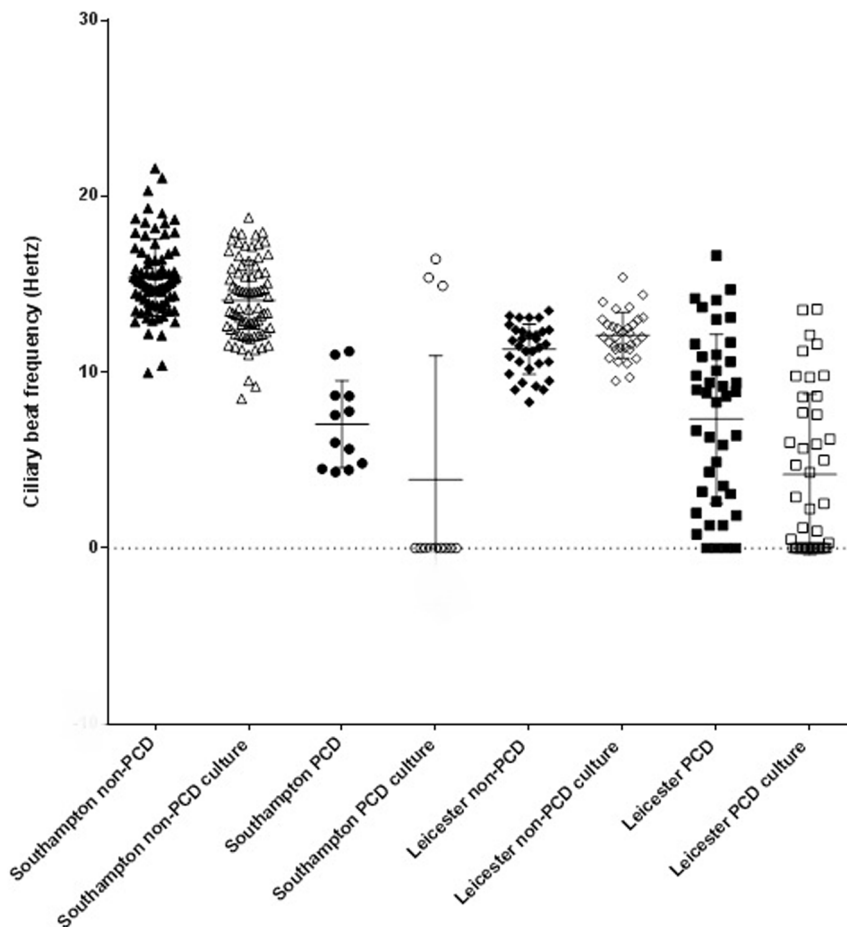 30
20
10
0
-10
Ciliary beat frequency (Hertz)
Southampton non-PCD
Southampton non-PCD culture
Southampton PCD
Southampton PCD culture
Leicester non-PCD
Leicester non-PCD culture
Leicester PCD
Leicester PCD culture